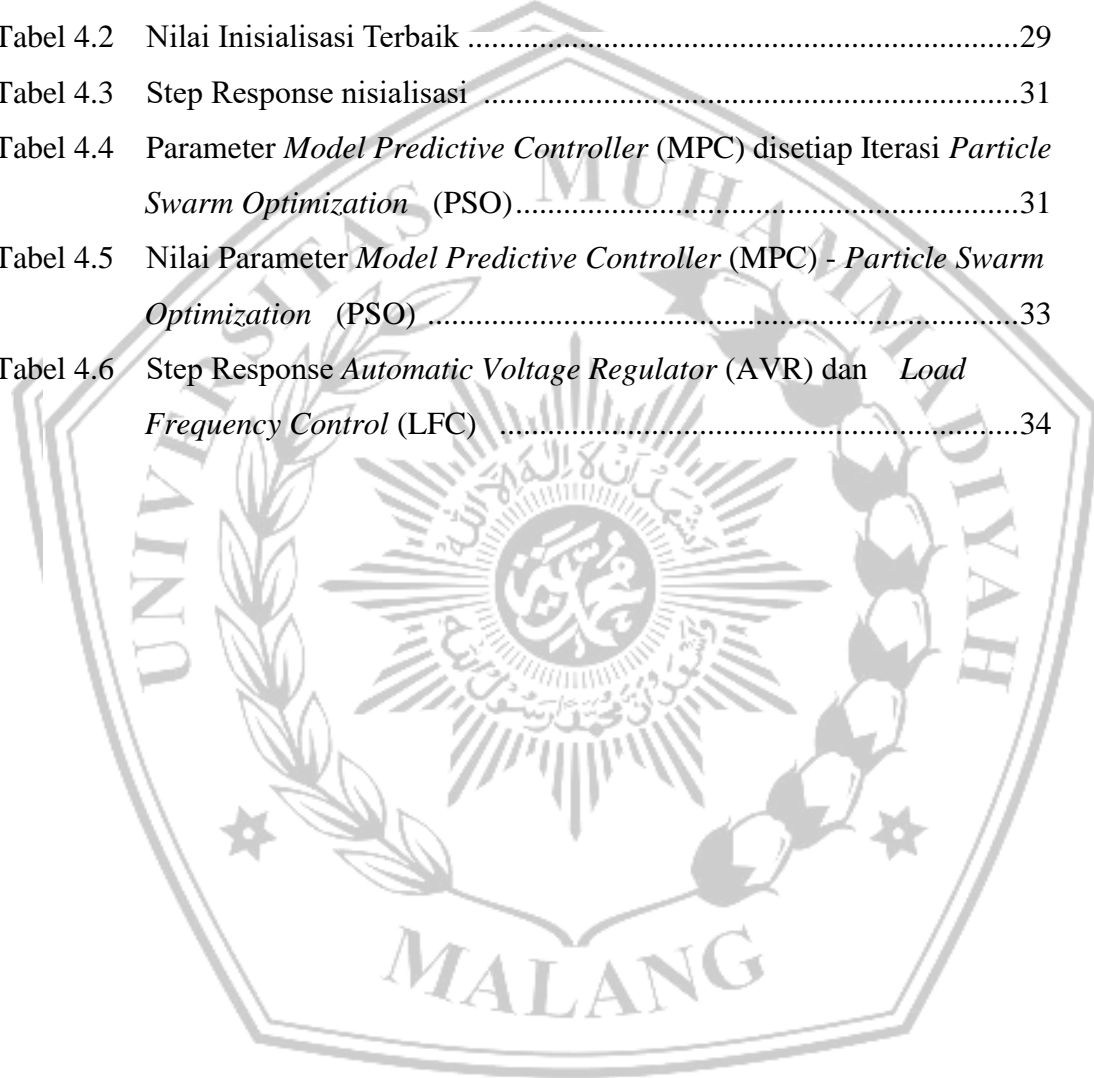 Tabel 4.2 Nilai Inisialisasi Terbaik ......................................................................29
Tabel 4.3 Step Response nisialisasi ....................................................................31
Tabel 4.4 Parameter Model Predictive Controller (MPC) disetiap Iterasi Particle
Swarm Optimization (PSO)................................................................31
Tabel 4.5 Nilai Parameter Model Predictive Controller (MPC) - Particle Swarm
Optimization (PSO) ...........................................................................33
Tabel 4.6 Step Response Automatic Voltage Regulator (AVR) dan Load
Frequency Control (LFC) ..................................................................34
UNIVERSITAS MUHAMMADIYAH
MALANG